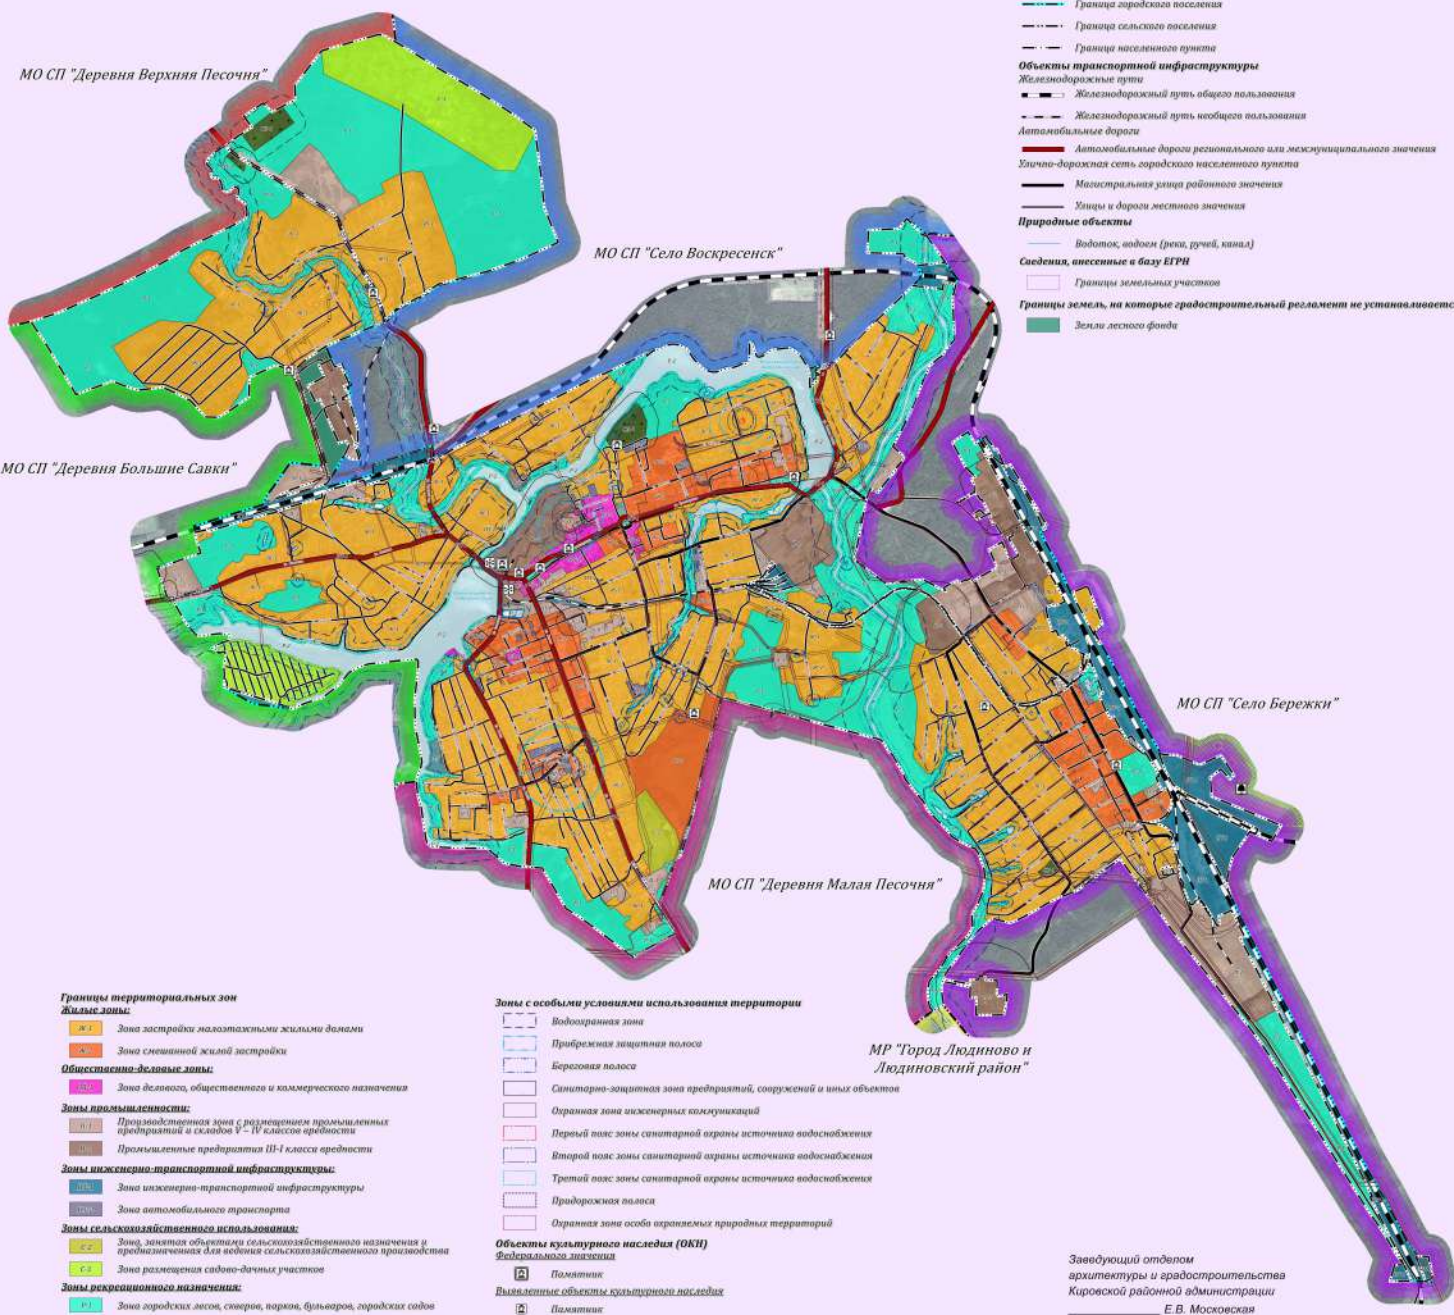 Граница городского поселения
Граница сельского поселения
Граница населенного пункта
Объекты транспортной инфраструктуры
Железнодорожные пути
Железнодорожный путь общего пользования
Железнодорожный путь необщего пользования
Автомобильные дороги
Автомобильные дороги регионального или межмуниципального значения
Улично-дорожная сеть городского населенного пункта
Магистральная улица районного значения
Улицы и дороги местного значения
Природные объекты
Водоток, водоем (река, ручей, канал)
Сведения, внесенные в базу ЕГРН
Границы земельных участков
Границы земель, на которые градостроительный регламент не устанавливаетс
Земли лесного фонда
МО СП "Деревня Верхняя Песочня"
МО СП "Село Воскресенск"
МО СП "Деревня Большие Савки"
МО СП "Село Бережки"
МО СП "Деревня Малая Песочня"
МР "Город Людиново и
Людиновский район"
Границы территориальных зон
Жилые зоны:
Ж-1 Зона застройки малоэтажными жилыми домами
Зона смешанной жилой застройки
Общественно-деловые зоны:
Зона делового, общественного и коммерческого назначения
Зоны промышленности:
П-1 Производственная зона с размещением промышленных
предприятий и складов V – IV классов вредности
Промышленные предприятия III-I класса вредности
Зоны инженерно-транспортной инфраструктуры:
Зона инженерно-транспортной инфраструктуры
Зона автомобильного транспорта
Зоны сельскохозяйственного использования:
С-2 Зона, занятая объектами сельскохозяйственного назначения и
предназначенная для ведения сельскохозяйственного производства
С-3 Зона размещения садово-дачных участков
Зоны рекреационного назначения:
Р-1 Зона городских лесов, скверов, парков, бульваров, городских садов
Зоны с особыми условиями использования территории
Водоохранная зона
Прибрежная защитная полоса
Береговая полоса
Санитарно-защитная зона предприятий, сооружений и иных объектов
Охранная зона инженерных коммуникаций
Первый пояс зоны санитарной охраны источника водоснабжения
Второй пояс зоны санитарной охраны источника водоснабжения
Третий пояс зоны санитарной охраны источника водоснабжения
Придорожная полоса
Охранная зона особо охраняемых природных территорий
Объекты культурного наследия (ОКН)
Федерального значения
Памятник
Выявленные объекты культурного наследия
Памятник
Заведующий отделом
архитектуры и градостроительства
Кировской районной администрации
Е.В. Московская